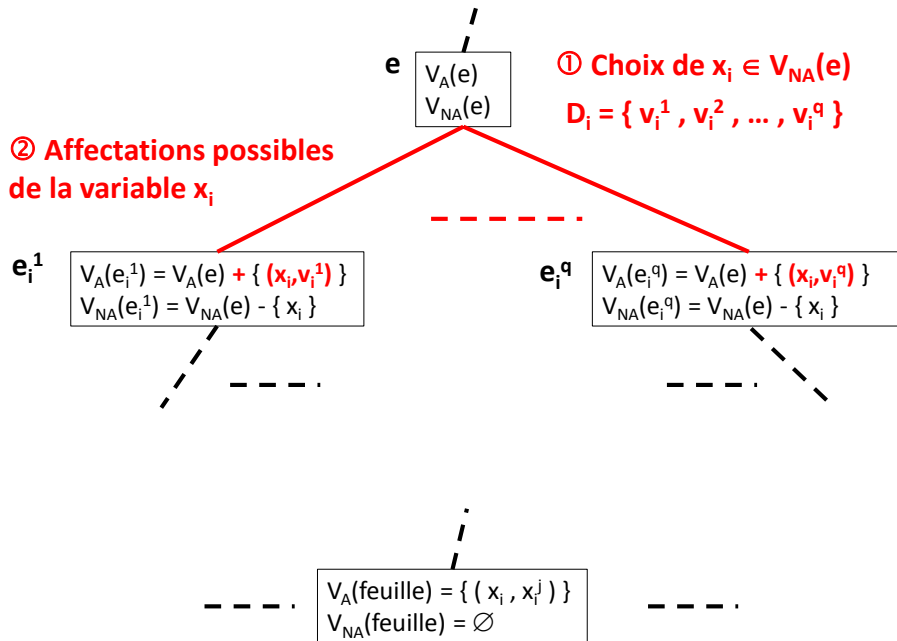 e
V_A(e)
V_NA(e)
① Choix de x_i ∈ V_NA(e)
D_i = { v_i^1 , v_i^2 , … , v_i^q }
② Affectations possibles
de la variable x_i
e_i^1
V_A(e_i^1) = V_A(e) + { (x_i,v_i^1) }
V_NA(e_i^1) = V_NA(e) - { x_i }
e_i^q
V_A(e_i^q) = V_A(e) + { (x_i,v_i^q) }
V_NA(e_i^q) = V_NA(e) - { x_i }
V_A(feuille) = { ( x_i , x_i^j ) }
V_NA(feuille) = ∅